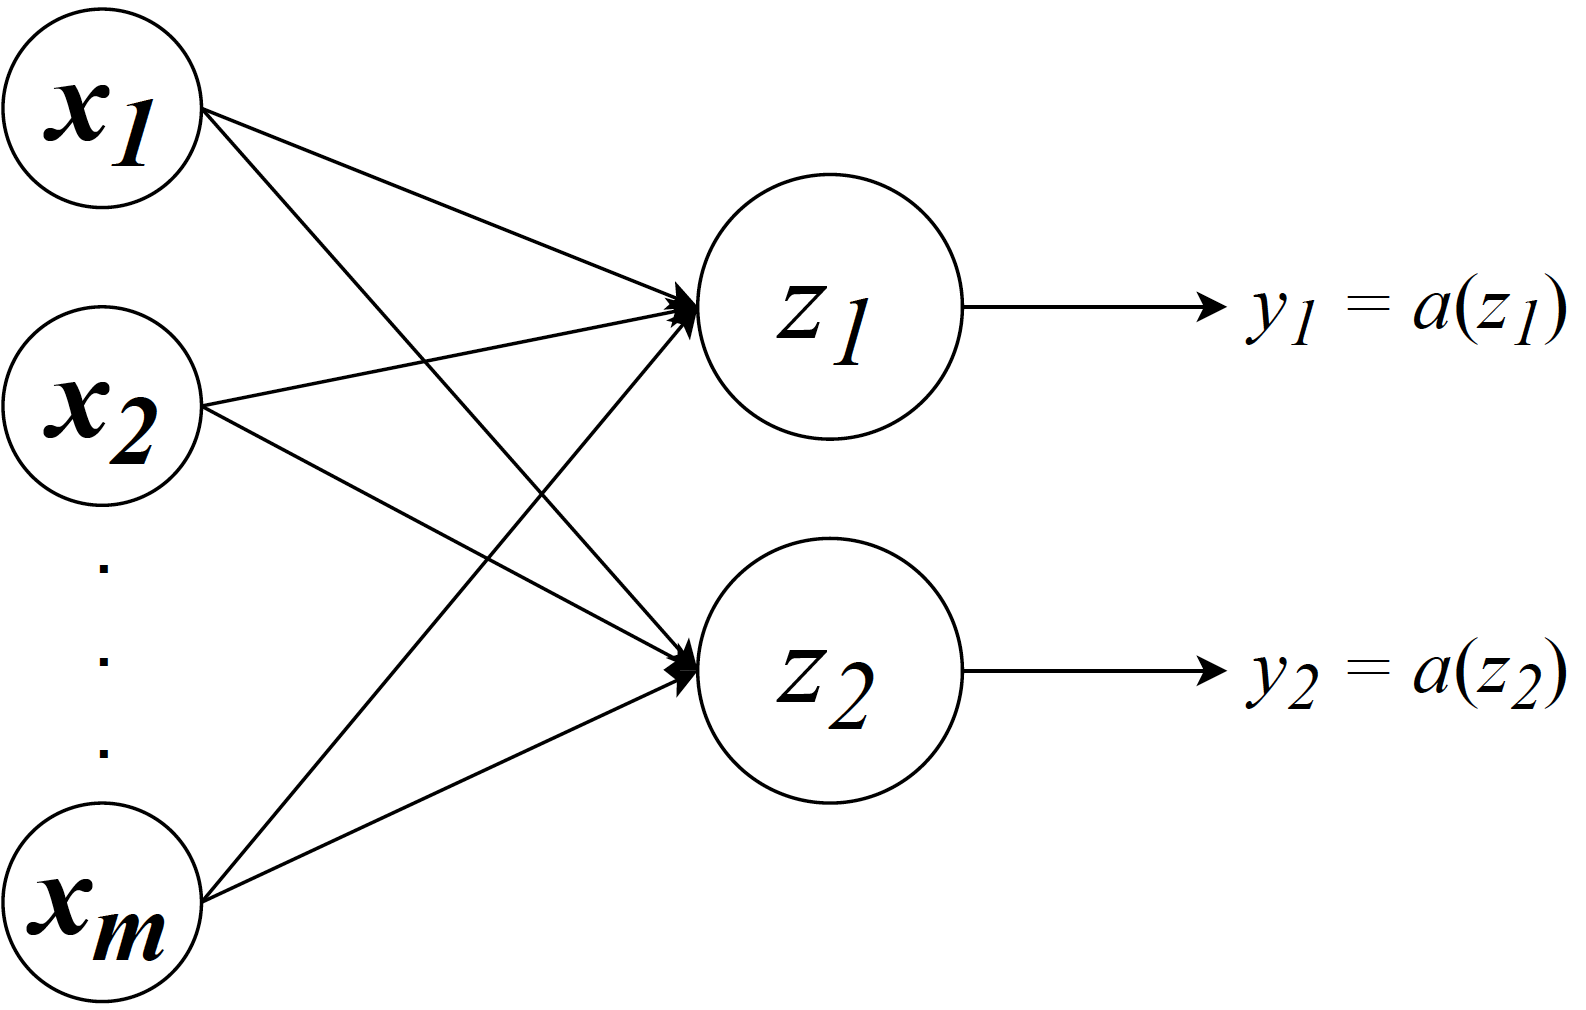 x₁
z₁
y₁ = a(z₁)
x₂
.
.
.
z₂
y₂ = a(z₂)
xₘ